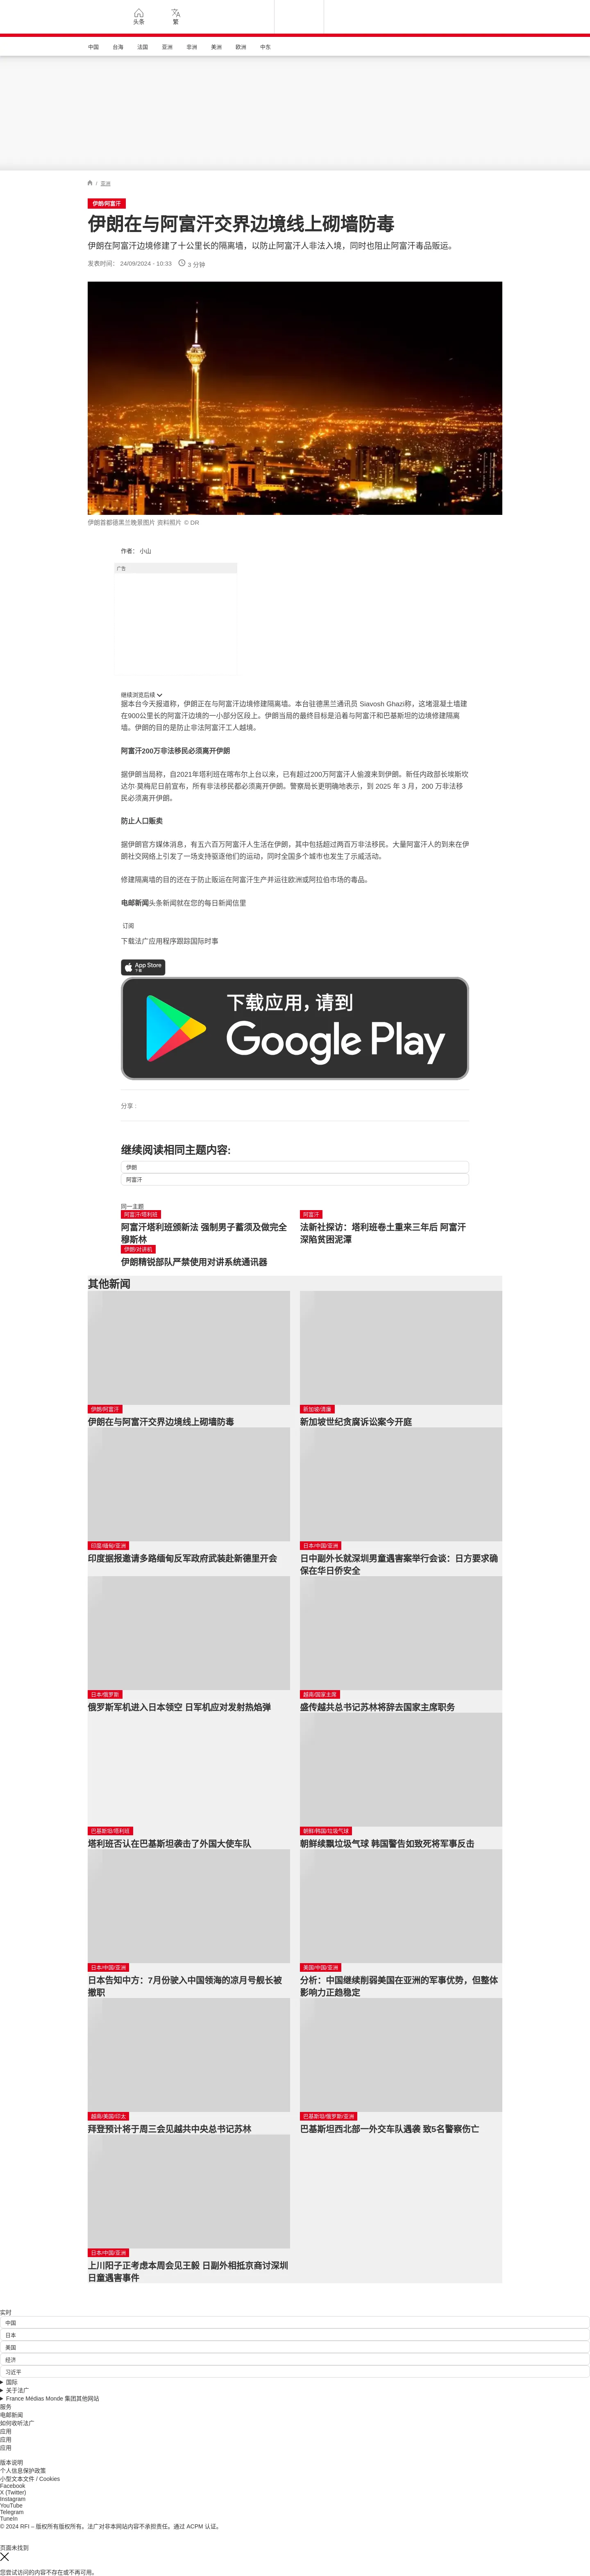 头条
繁
中国
台海
法国
亚洲
非洲
美洲
欧洲
中东
/ 亚洲
伊朗/阿富汗
伊朗在与阿富汗交界边境线上砌墙防毒
伊朗在阿富汗边境修建了十公里长的隔离墙，以防止阿富汗人非法入境，同时也阻止阿富汗毒品贩运。
发表时间： 24/09/2024 - 10:33
3 分钟
伊朗首都德黑兰晚景图片 资料照片 © DR
作者： 小山
广告
继续浏览后续
据本台今天报道称，伊朗正在与阿富汗边境修建隔离墙。本台驻德黑兰通讯员 Siavosh Ghazi称，这堵混凝土墙建
在900公里长的阿富汗边境的一小部分区段上。伊朗当局的最终目标是沿着与阿富汗和巴基斯坦的边境修建隔离
墙。伊朗的目的是防止非法阿富汗工人越境。
阿富汗200万非法移民必须离开伊朗
据伊朗当局称，自2021年塔利班在喀布尔上台以来，已有超过200万阿富汗人偷渡来到伊朗。新任内政部长埃斯坎
达尔·莫梅尼日前宣布，所有非法移民都必须离开伊朗。警察局长更明确地表示，到 2025 年 3 月，200 万非法移
民必须离开伊朗。
防止人口贩卖
据伊朗官方媒体消息，有五六百万阿富汗人生活在伊朗，其中包括超过两百万非法移民。大量阿富汗人的到来在伊
朗社交网络上引发了一场支持驱逐他们的运动，同时全国多个城市也发生了示威活动。
修建隔离墙的目的还在于防止贩运在阿富汗生产并运往欧洲或阿拉伯市场的毒品。
电邮新闻头条新闻就在您的每日新闻信里
订阅
下载法广应用程序跟踪国际时事
App Store
下载
下载应用，请到
Google Play
分享 :
继续阅读相同主题内容:
伊朗
阿富汗
同一主题
阿富汗/塔利班
阿富汗塔利班颁新法 强制男子蓄须及做完全
穆斯林
阿富汗
法新社探访：塔利班卷土重来三年后 阿富汗
深陷贫困泥潭
伊朗/对讲机
伊朗精锐部队严禁使用对讲系统通讯器
其他新闻
伊朗/阿富汗
伊朗在与阿富汗交界边境线上砌墙防毒
新加坡/清廉
新加坡世纪贪腐诉讼案今开庭
印度/缅甸/亚洲
印度据报邀请多路缅甸反军政府武装赴新德里开会
日本/中国/亚洲
日中副外长就深圳男童遇害案举行会谈：日方要求确
保在华日侨安全
日本/俄罗斯
俄罗斯军机进入日本领空 日军机应对发射热焰弹
越南/国家主席
盛传越共总书记苏林将辞去国家主席职务
巴基斯坦/塔利班
塔利班否认在巴基斯坦袭击了外国大使车队
朝鲜/韩国/垃圾气球
朝鲜续飘垃圾气球 韩国警告如致死将军事反击
日本/中国/亚洲
日本告知中方：7月份驶入中国领海的凉月号舰长被
撤职
美国/中国/亚洲
分析：中国继续削弱美国在亚洲的军事优势，但整体
影响力正趋稳定
越南/美国/印太
拜登预计将于周三会见越共中央总书记苏林
巴基斯坦/俄罗斯/亚洲
巴基斯坦西北部一外交车队遇袭 致5名警察伤亡
日本/中国/亚洲
上川阳子正考虑本周会见王毅 日副外相抵京商讨深圳
日童遇害事件
实时
中国
日本
美国
经济
习近平
国际
关于法广
France Médias Monde 集团其他网站
服务
电邮新闻
如何收听法广
应用
应用
应用
版本说明
个人信息保护政策
小型文本文件 / Cookies
Facebook
X (Twitter)
Instagram
YouTube
Telegram
TuneIn
© 2024 RFI – 版权所有版权所有。法广对非本网站内容不承担责任。通过 ACPM 认证。
页面未找到
您尝试访问的内容不存在或不再可用。